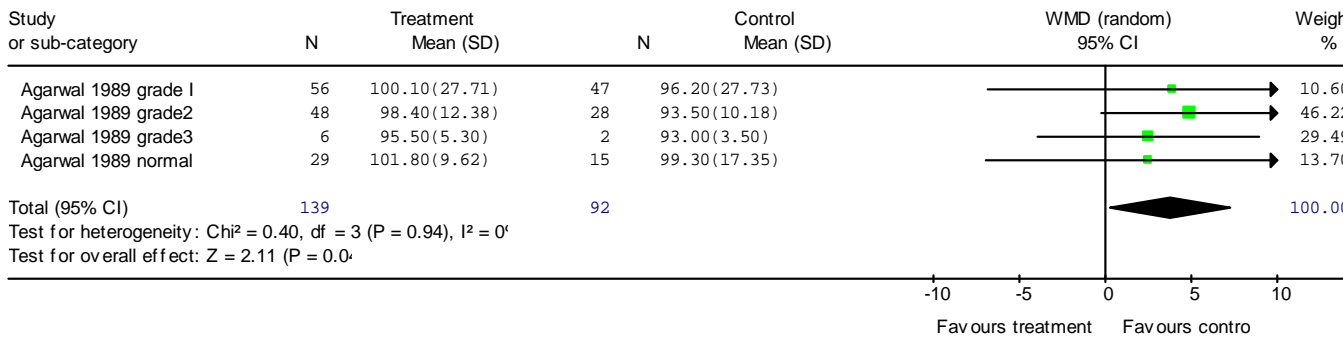 Study Treatment Control WMD (random) Weigh
or sub-category N Mean (SD) N Mean (SD) 95% CI %
Agarwal 1989 grade I 56 100.10(27.71) 47 96.20(27.73) 10.60
Agarwal 1989 grade2 48 98.40(12.38) 28 93.50(10.18) 46.22
Agarwal 1989 grade3 6 95.50(5.30) 2 93.00(3.50) 29.49
Agarwal 1989 normal 29 101.80(9.62) 15 99.30(17.35) 13.70
Total (95% CI) 139 92 100.00
Test for heterogeneity: Chi² = 0.40, df = 3 (P = 0.94), I² = 0
Test for overall effect: Z = 2.11 (P = 0.04
-10 -5 0 5 10
Favours treatment Favours contro